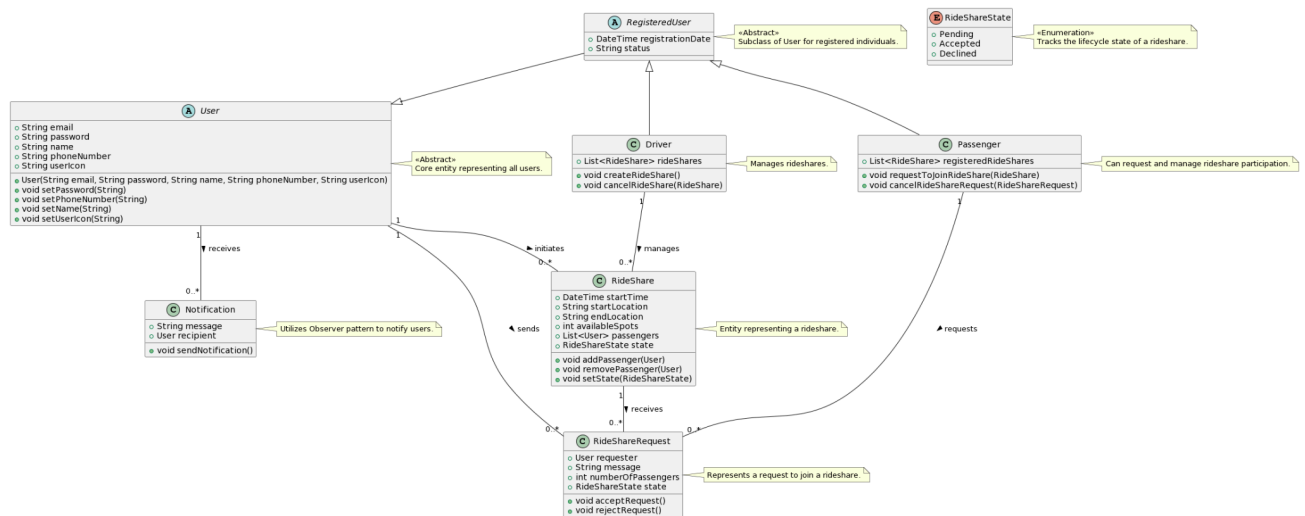 A RegisteredUser
DateTime registrationDate
String status
«Abstract»
Subclass of User for registered individuals.
E RideShareState
Pending
Accepted
Declined
«Enumeration»
Tracks the lifecycle state of a rideshare.
A User
String email
String password
String name
String phoneNumber
String userIcon
User(String email, String password, String name, String phoneNumber, String userIcon)
void setPassword(String)
void setPhoneNumber(String)
void setName(String)
void setUserIcon(String)
«Abstract»
Core entity representing all users.
C Driver
List<RideShare> rideShares
void createRideShare()
void cancelRideShare(RideShare)
Manages rideshares.
C Passenger
List<RideShare> registeredRideShares
void requestToJoinRideShare(RideShare)
void cancelRideShareRequest(RideShareRequest)
Can request and manage rideshare participation.
1
receives
0..*
1
initiates
0..*
1
manages
0..*
1
sends
0..*
1
requests
0..*
C Notification
String message
User recipient
void sendNotification()
Utilizes Observer pattern to notify users.
C RideShare
DateTime startTime
String startLocation
String endLocation
int availableSpots
List<User> passengers
RideShareState state
void addPassenger(User)
void removePassenger(User)
void setState(RideShareState)
Entity representing a rideshare.
1
receives
0..*
C RideShareRequest
User requester
String message
int numberOfPassengers
RideShareState state
void acceptRequest()
void rejectRequest()
Represents a request to join a rideshare.